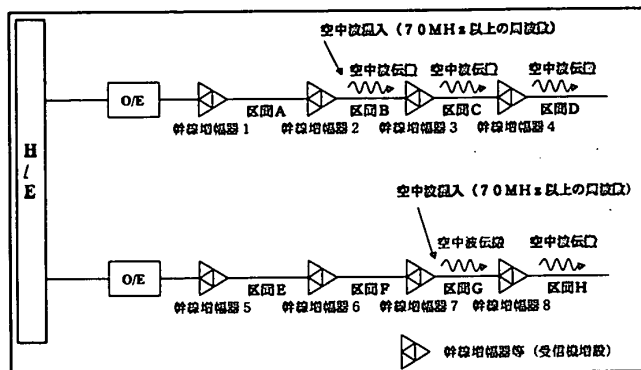 空中波混入（７０ＭＨｚ以上の周波数）
空中波伝搬 空中波伝搬 空中波伝搬
O/E
区間A 区間B 区間C 区間D
幹線増幅器１ 幹線増幅器２ 幹線増幅器３ 幹線増幅器４
H/E
空中波混入（７０ＭＨｚ以上の周波数）
空中波伝搬 空中波伝搬
O/E
区間E 区間F 区間G 区間H
幹線増幅器５ 幹線増幅器６ 幹線増幅器７ 幹線増幅器８
幹線増幅器等（受信機増設）